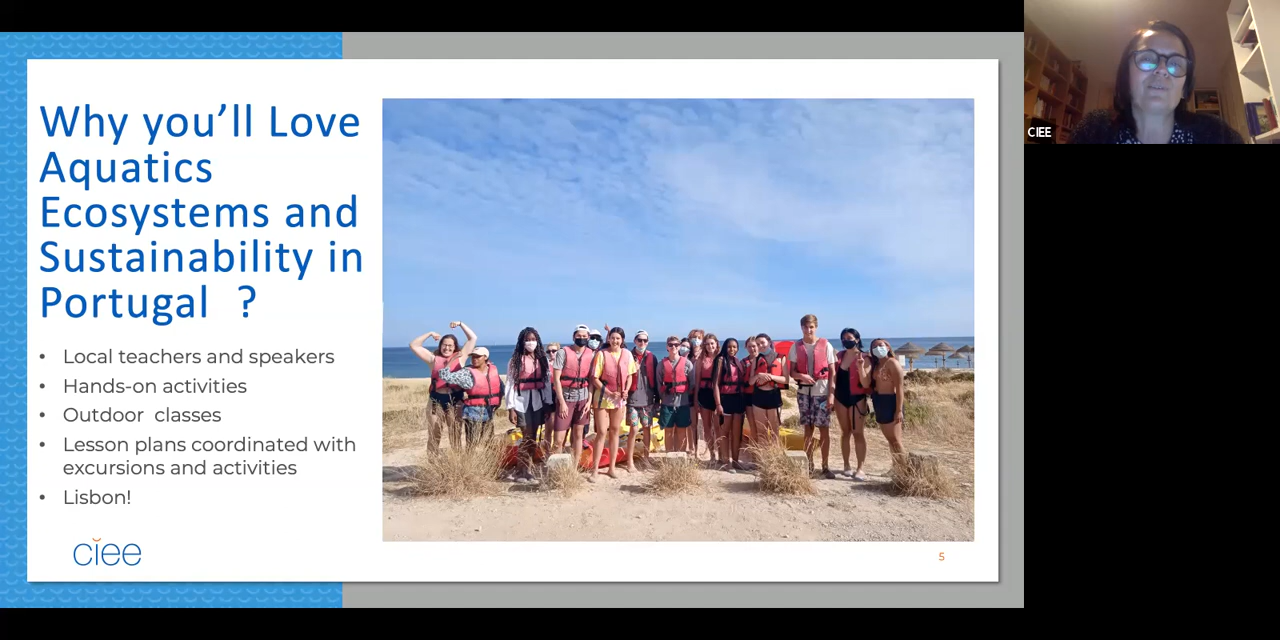 Why you'll Love
Aquatics
Ecosystems and
Sustainability in
Portugal  ?
• Local teachers and speakers
• Hands-on activities
• Outdoor  classes
• Lesson plans coordinated with
excursions and activities
• Lisbon!
ciee
5
CIEE